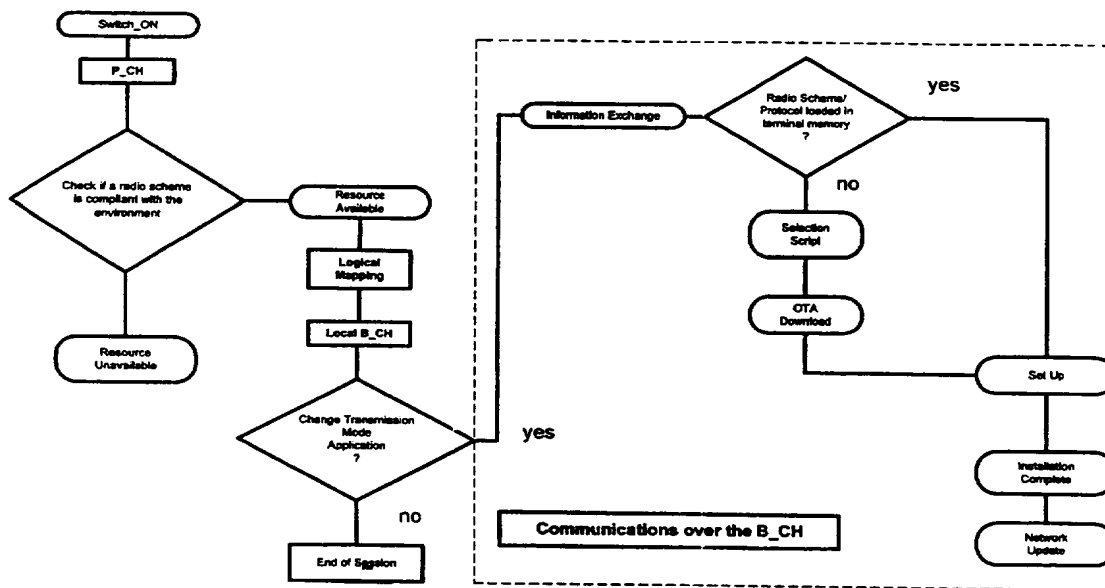 Switch_ON
P_CH
Check if a radio scheme
is compliant with the
environment
Resource
Unavailable
Resource
Available
Logical
Mapping
Local B_CH
Change Transmission
Mode
Application
?
no
End of Session
yes
Information Exchange
Radio Scheme/
Protocol loaded in
terminal memory
?
yes
no
Selection
Script
OTA
Download
Set Up
Installation
Complete
Network
Update
Communications over the B_CH